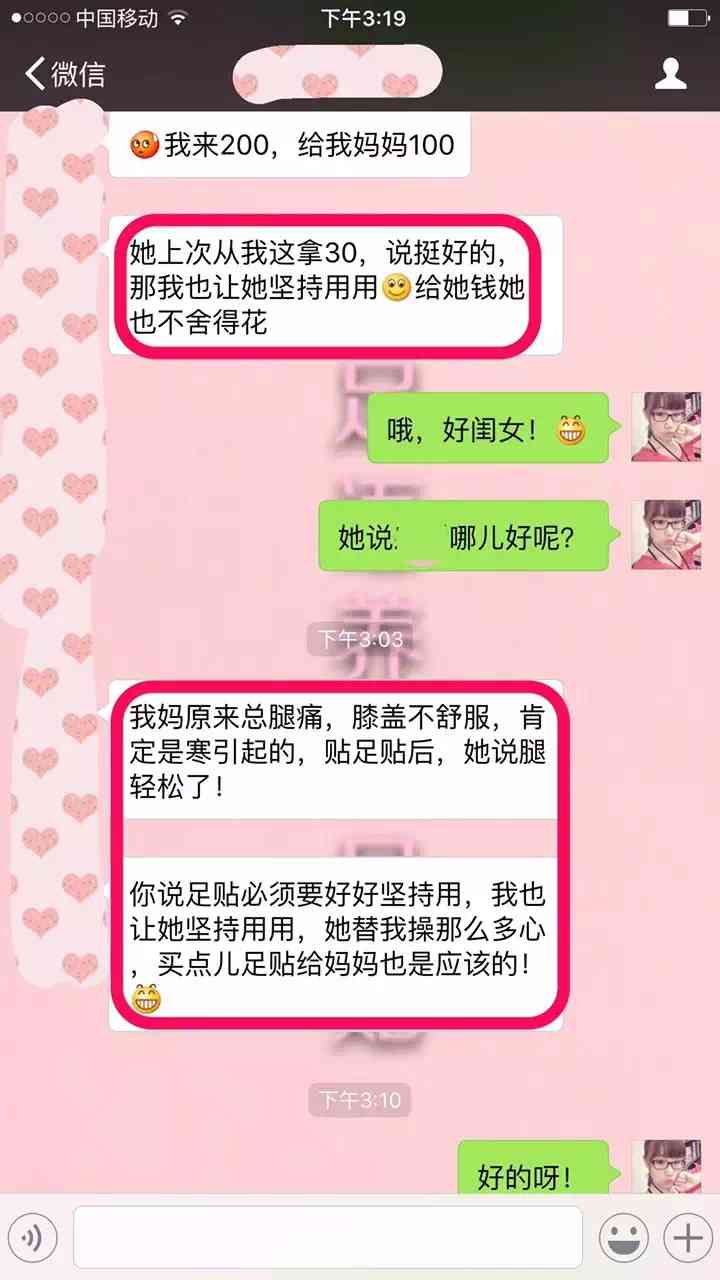 中国移动
下午3:19
微信
我来200，给我妈妈100
她上次从我这拿30，说挺好的，
那我也让她坚持用用给她钱她
也不舍得花
哦，好闺女！
她说 哪儿好呢？
下午3:03
养
我妈原来总腿痛，膝盖不舒服，肯
定是寒引起的，贴足贴后，她说腿
轻松了！
你说足贴必须要好好坚持用，我也
让她坚持用用，她替我操那么多心
，买点儿足贴给妈妈也是应该的！
下午3:10
好的呀！